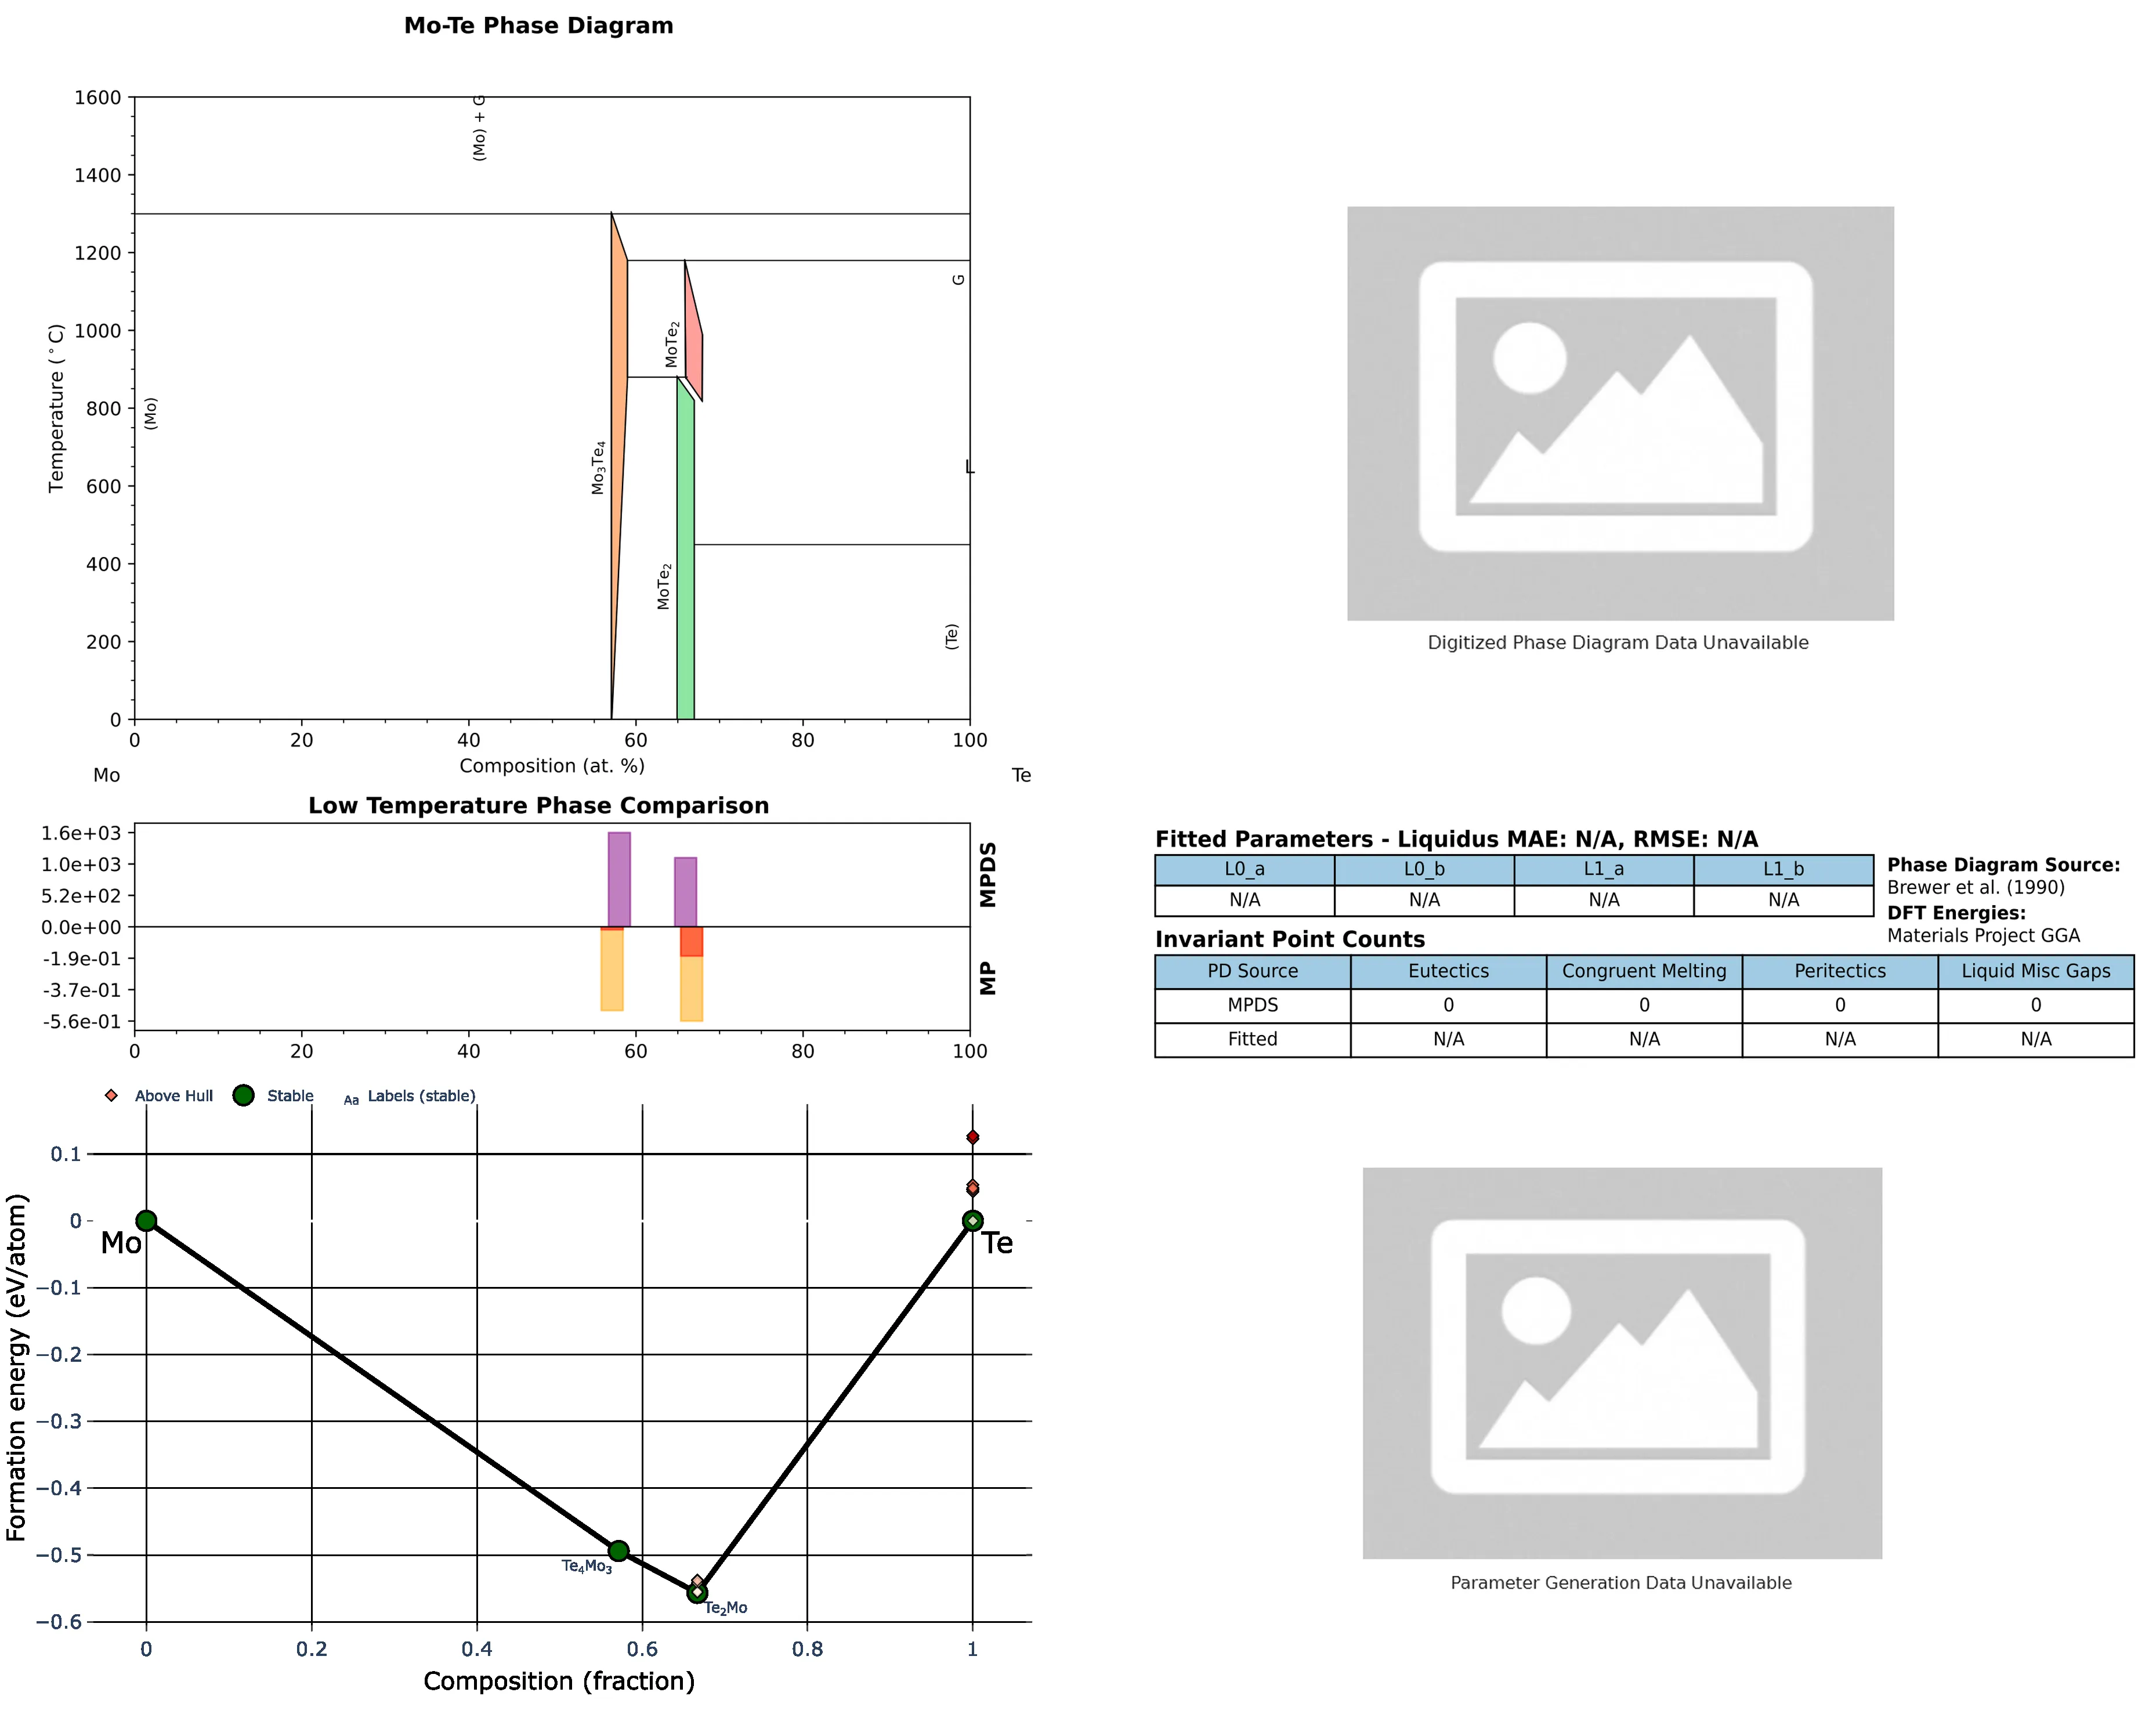 Mo-Te Phase Diagram
1600
1400
1200
1000
800
600
400
200
0
Temperature (°C)
(Mo) + G
(Mo)
Mo₃Te₄
MoTe₂
MoTe₂
G
L
(Te)
0 20 40 60 80 100
Composition (at. %)
Mo Te
Digitized Phase Diagram Data Unavailable
Low Temperature Phase Comparison
1.6e+03
1.0e+03
5.2e+02
0.0e+00
-1.9e-01
-3.7e-01
-5.6e-01
MPDS
MP
0 20 40 60 80 100
Fitted Parameters - Liquidus MAE: N/A, RMSE: N/A
L0_a L0_b L1_a L1_b
N/A N/A N/A N/A
Phase Diagram Source:
Brewer et al. (1990)
DFT Energies:
Materials Project GGA
Invariant Point Counts
PD Source Eutectics Congruent Melting Peritectics Liquid Misc Gaps
MPDS 0 0 0 0
Fitted N/A N/A N/A N/A
Above Hull Stable Aa Labels (stable)
0.1
0
−0.1
−0.2
−0.3
−0.4
−0.5
−0.6
Formation energy (eV/atom)
Mo
Te
Te₄Mo₃
Te₂Mo
0 0.2 0.4 0.6 0.8 1
Composition (fraction)
Parameter Generation Data Unavailable